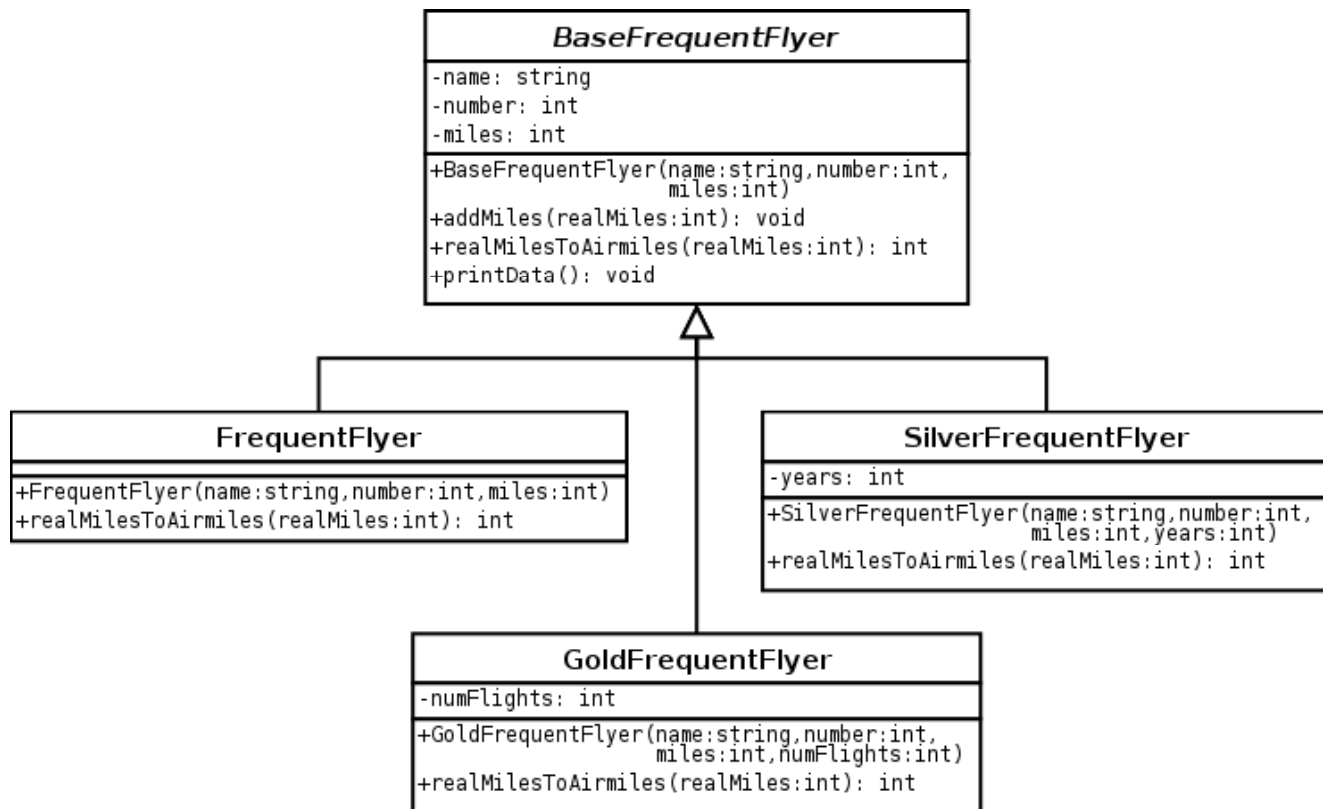 BaseFrequentFlyer
-name: string
-number: int
-miles: int
+BaseFrequentFlyer(name:string,number:int,
miles:int)
+addMiles(realMiles:int): void
+realMilesToAirmiles(realMiles:int): int
+printData(): void
FrequentFlyer
+FrequentFlyer(name:string,number:int,miles:int)
+realMilesToAirmiles(realMiles:int): int
SilverFrequentFlyer
-years: int
+SilverFrequentFlyer(name:string,number:int,
miles:int,years:int)
+realMilesToAirmiles(realMiles:int): int
GoldFrequentFlyer
-numFlights: int
+GoldFrequentFlyer(name:string,number:int,
miles:int,numFlights:int)
+realMilesToAirmiles(realMiles:int): int